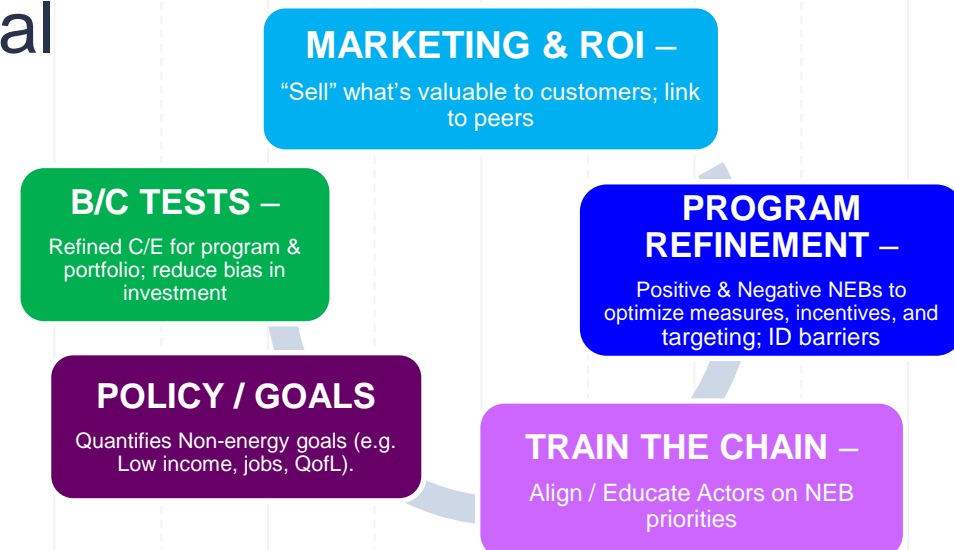 al
MARKETING & ROI –
“Sell” what’s valuable to customers; link
to peers
B/C TESTS –
Refined C/E for program &
portfolio; reduce bias in
investment
PROGRAM
REFINEMENT –
Positive & Negative NEBs to
optimize measures, incentives, and
targeting; ID barriers
POLICY / GOALS
Quantifies Non-energy goals (e.g.
Low income, jobs, QofL).
TRAIN THE CHAIN –
Align / Educate Actors on NEB
priorities